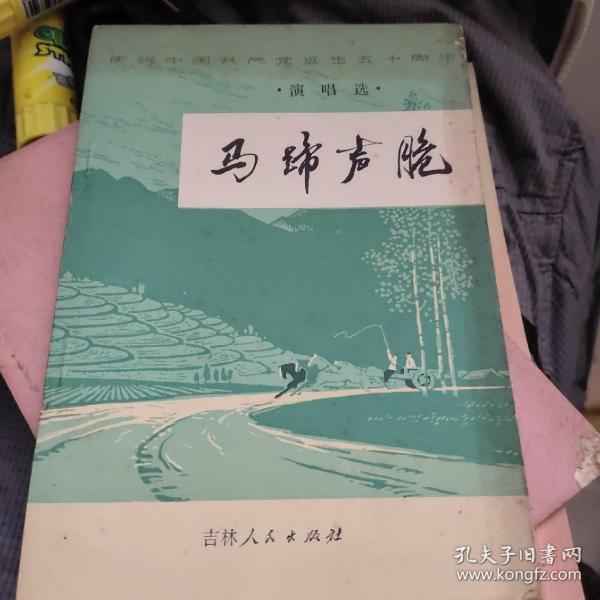 庆祝中国共产党诞生五十周年
·演唱选·
马蹄声脆
吉林人民出版社
孔夫子旧书网
www.kongfz.com